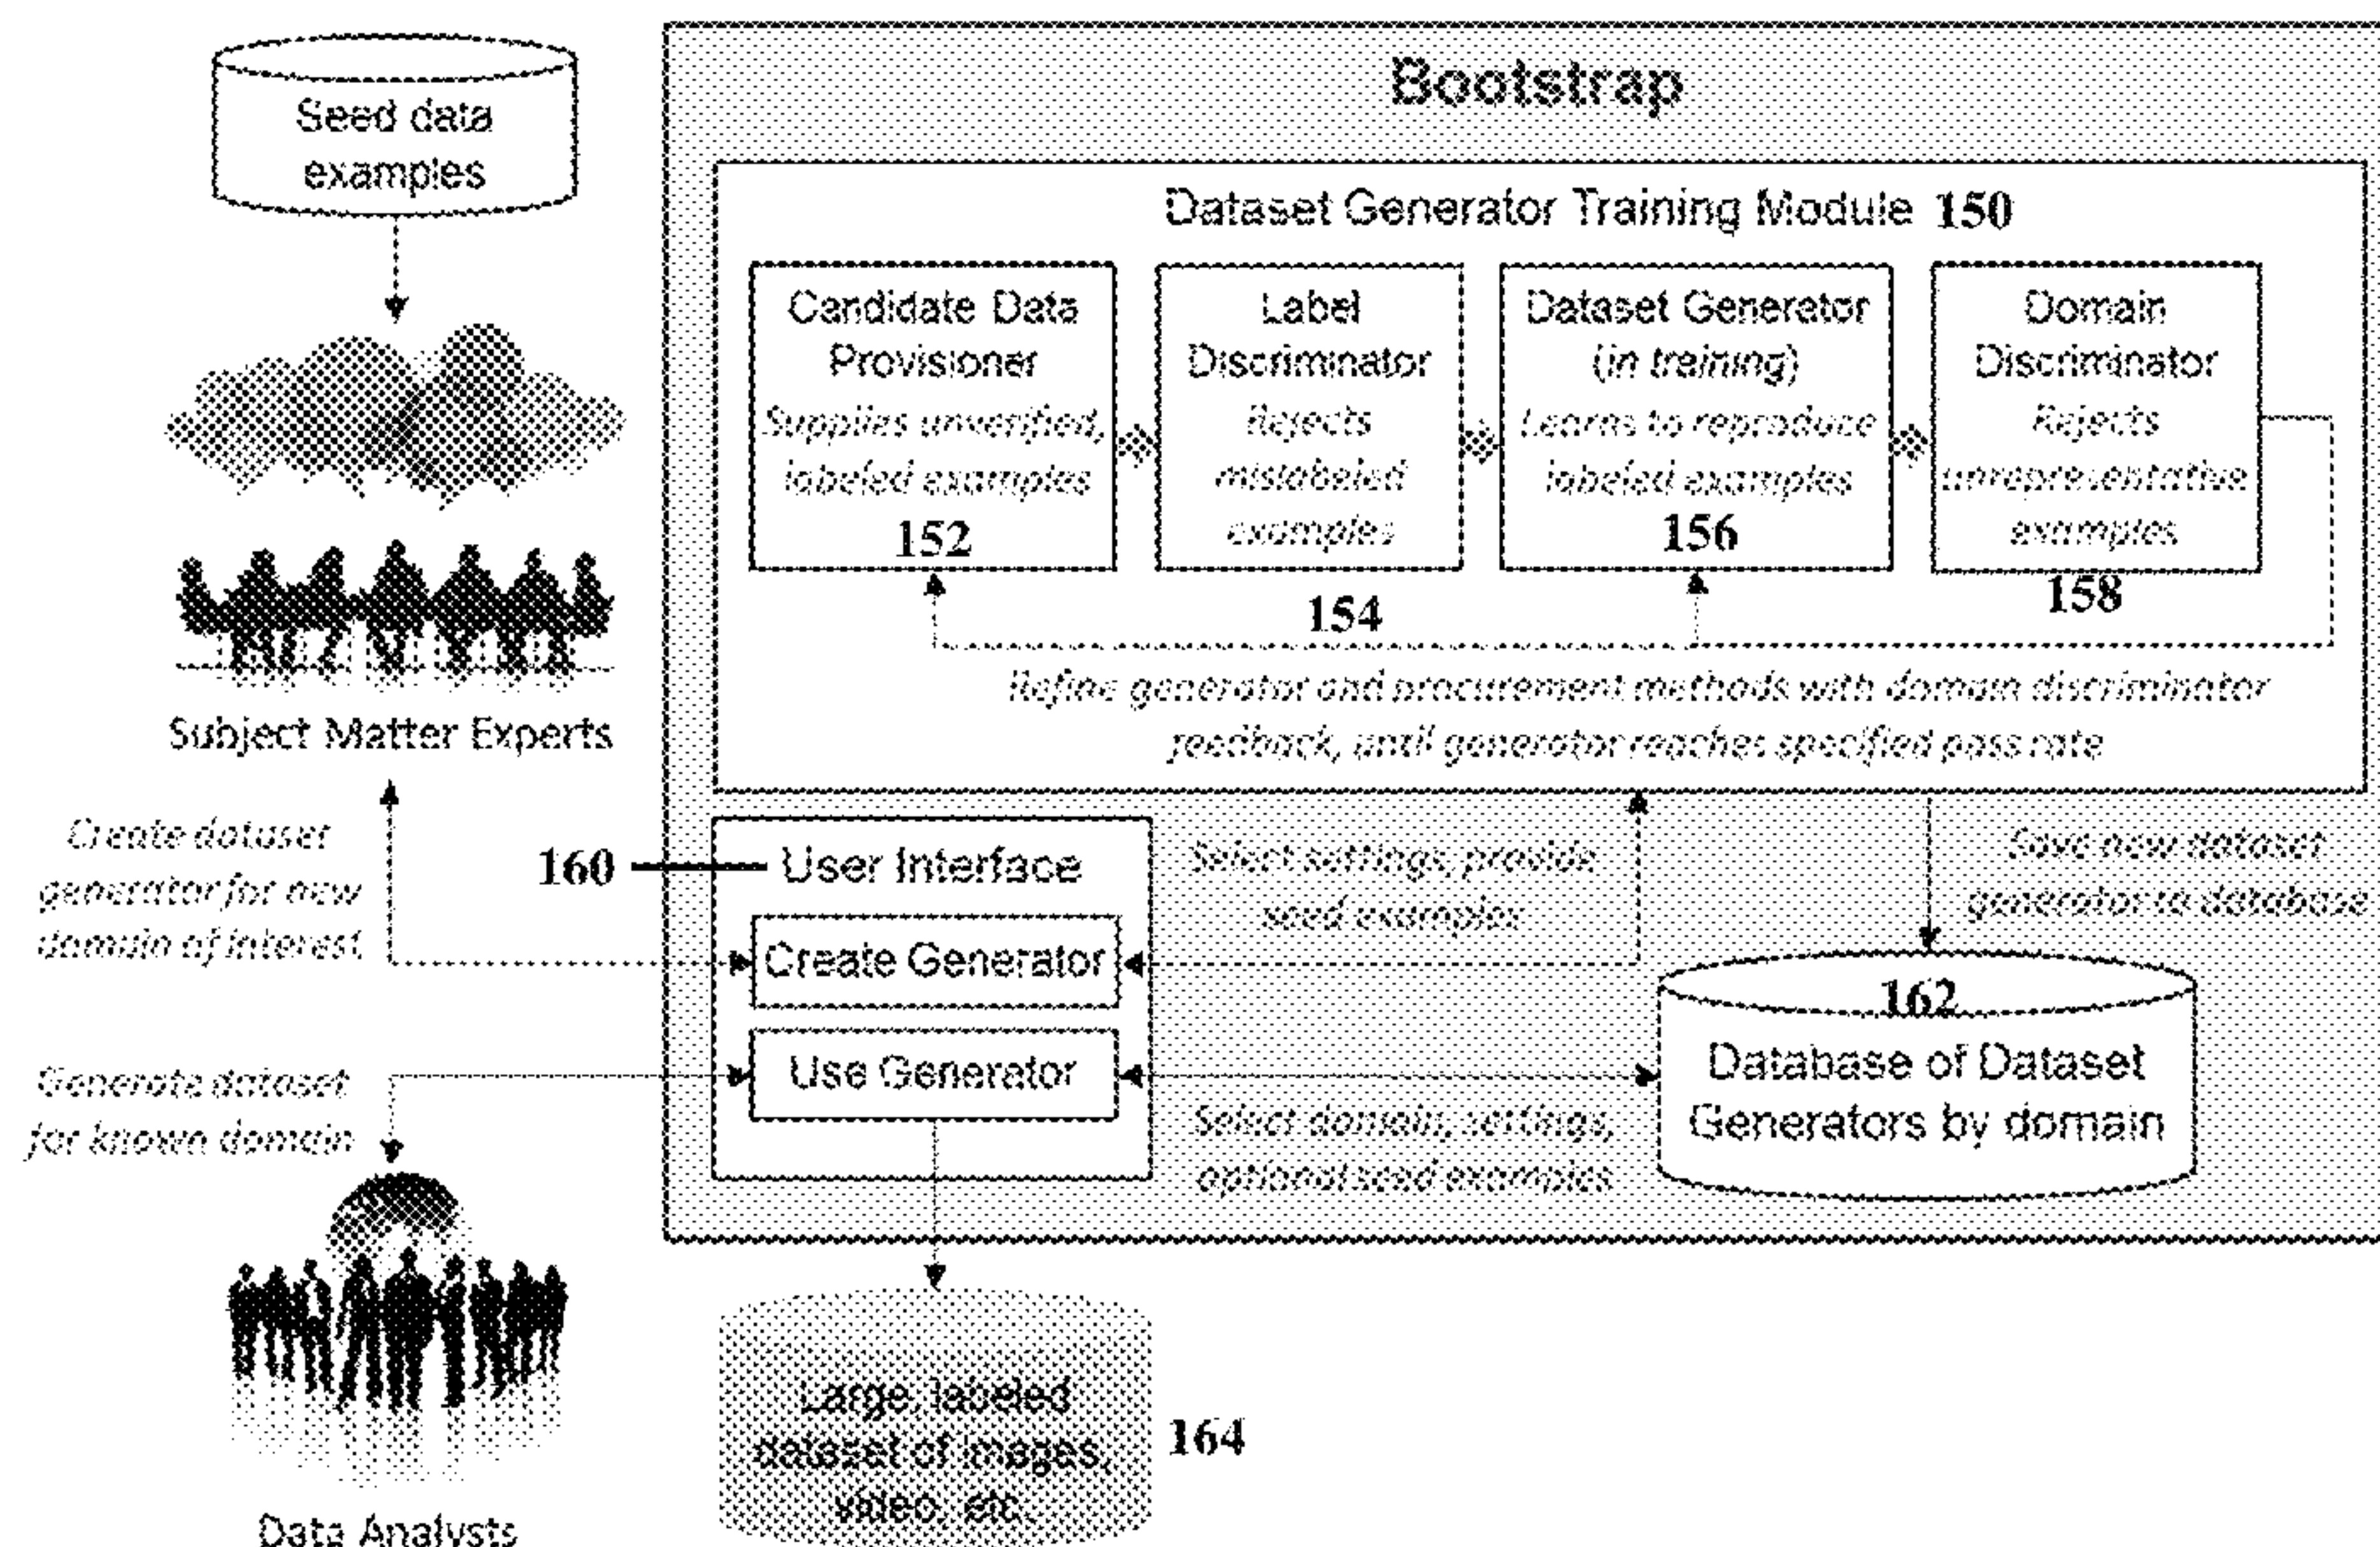 Seed data
examples
Subject Matter Experts
Create dataset
generator for new
domain of interest
Generate dataset
for known domain
Data Analysts
Bootstrap
Dataset Generator Training Module 150
Candidate Data
Provisioner
Supplies unverified,
labeled examples
152
Label
Discriminator
Rejects
mislabeled
examples
154
Dataset Generator
(in training)
Learns to reproduce
labeled examples
156
Domain
Discriminator
Rejects
unrepresentative
examples
158
Refine generator and procurement methods with domain discriminator
feedback, until generator reaches specified pass rate
160
User Interface
Create Generator
Use Generator
Select settings, provide
seed examples
Save new dataset
generator to database
Select domain, settings,
optional seed examples
162
Database of Dataset
Generators by domain
Large, labeled
dataset of images,
video, etc.
164